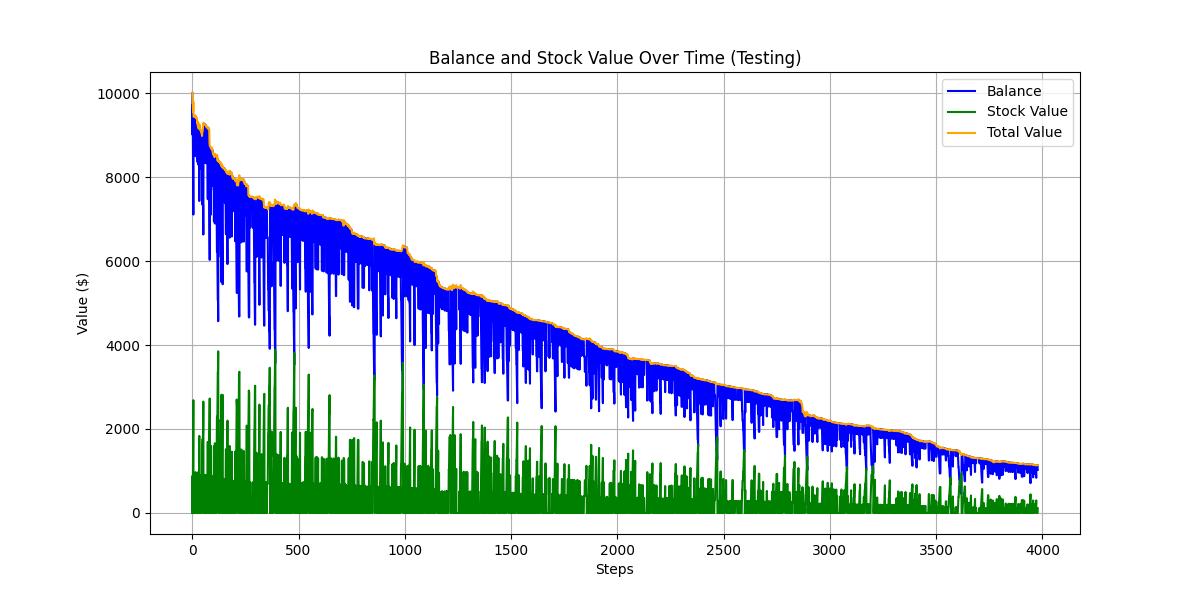 Balance and Stock Value Over Time (Testing)
Balance
Stock Value
Total Value
Value ($)
10000
8000
6000
4000
2000
0
0 500 1000 1500 2000 2500 3000 3500 4000
Steps